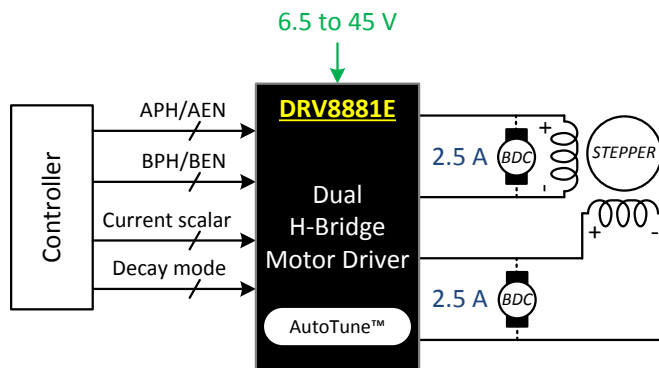 6.5 to 45 V
DRV8881E
Controller
APH/AEN
BPH/BEN
Current scalar
Decay mode
Dual
H-Bridge
Motor Driver
AutoTune™
2.5 A
BDC
+
-
STEPPER
+
-
2.5 A
BDC